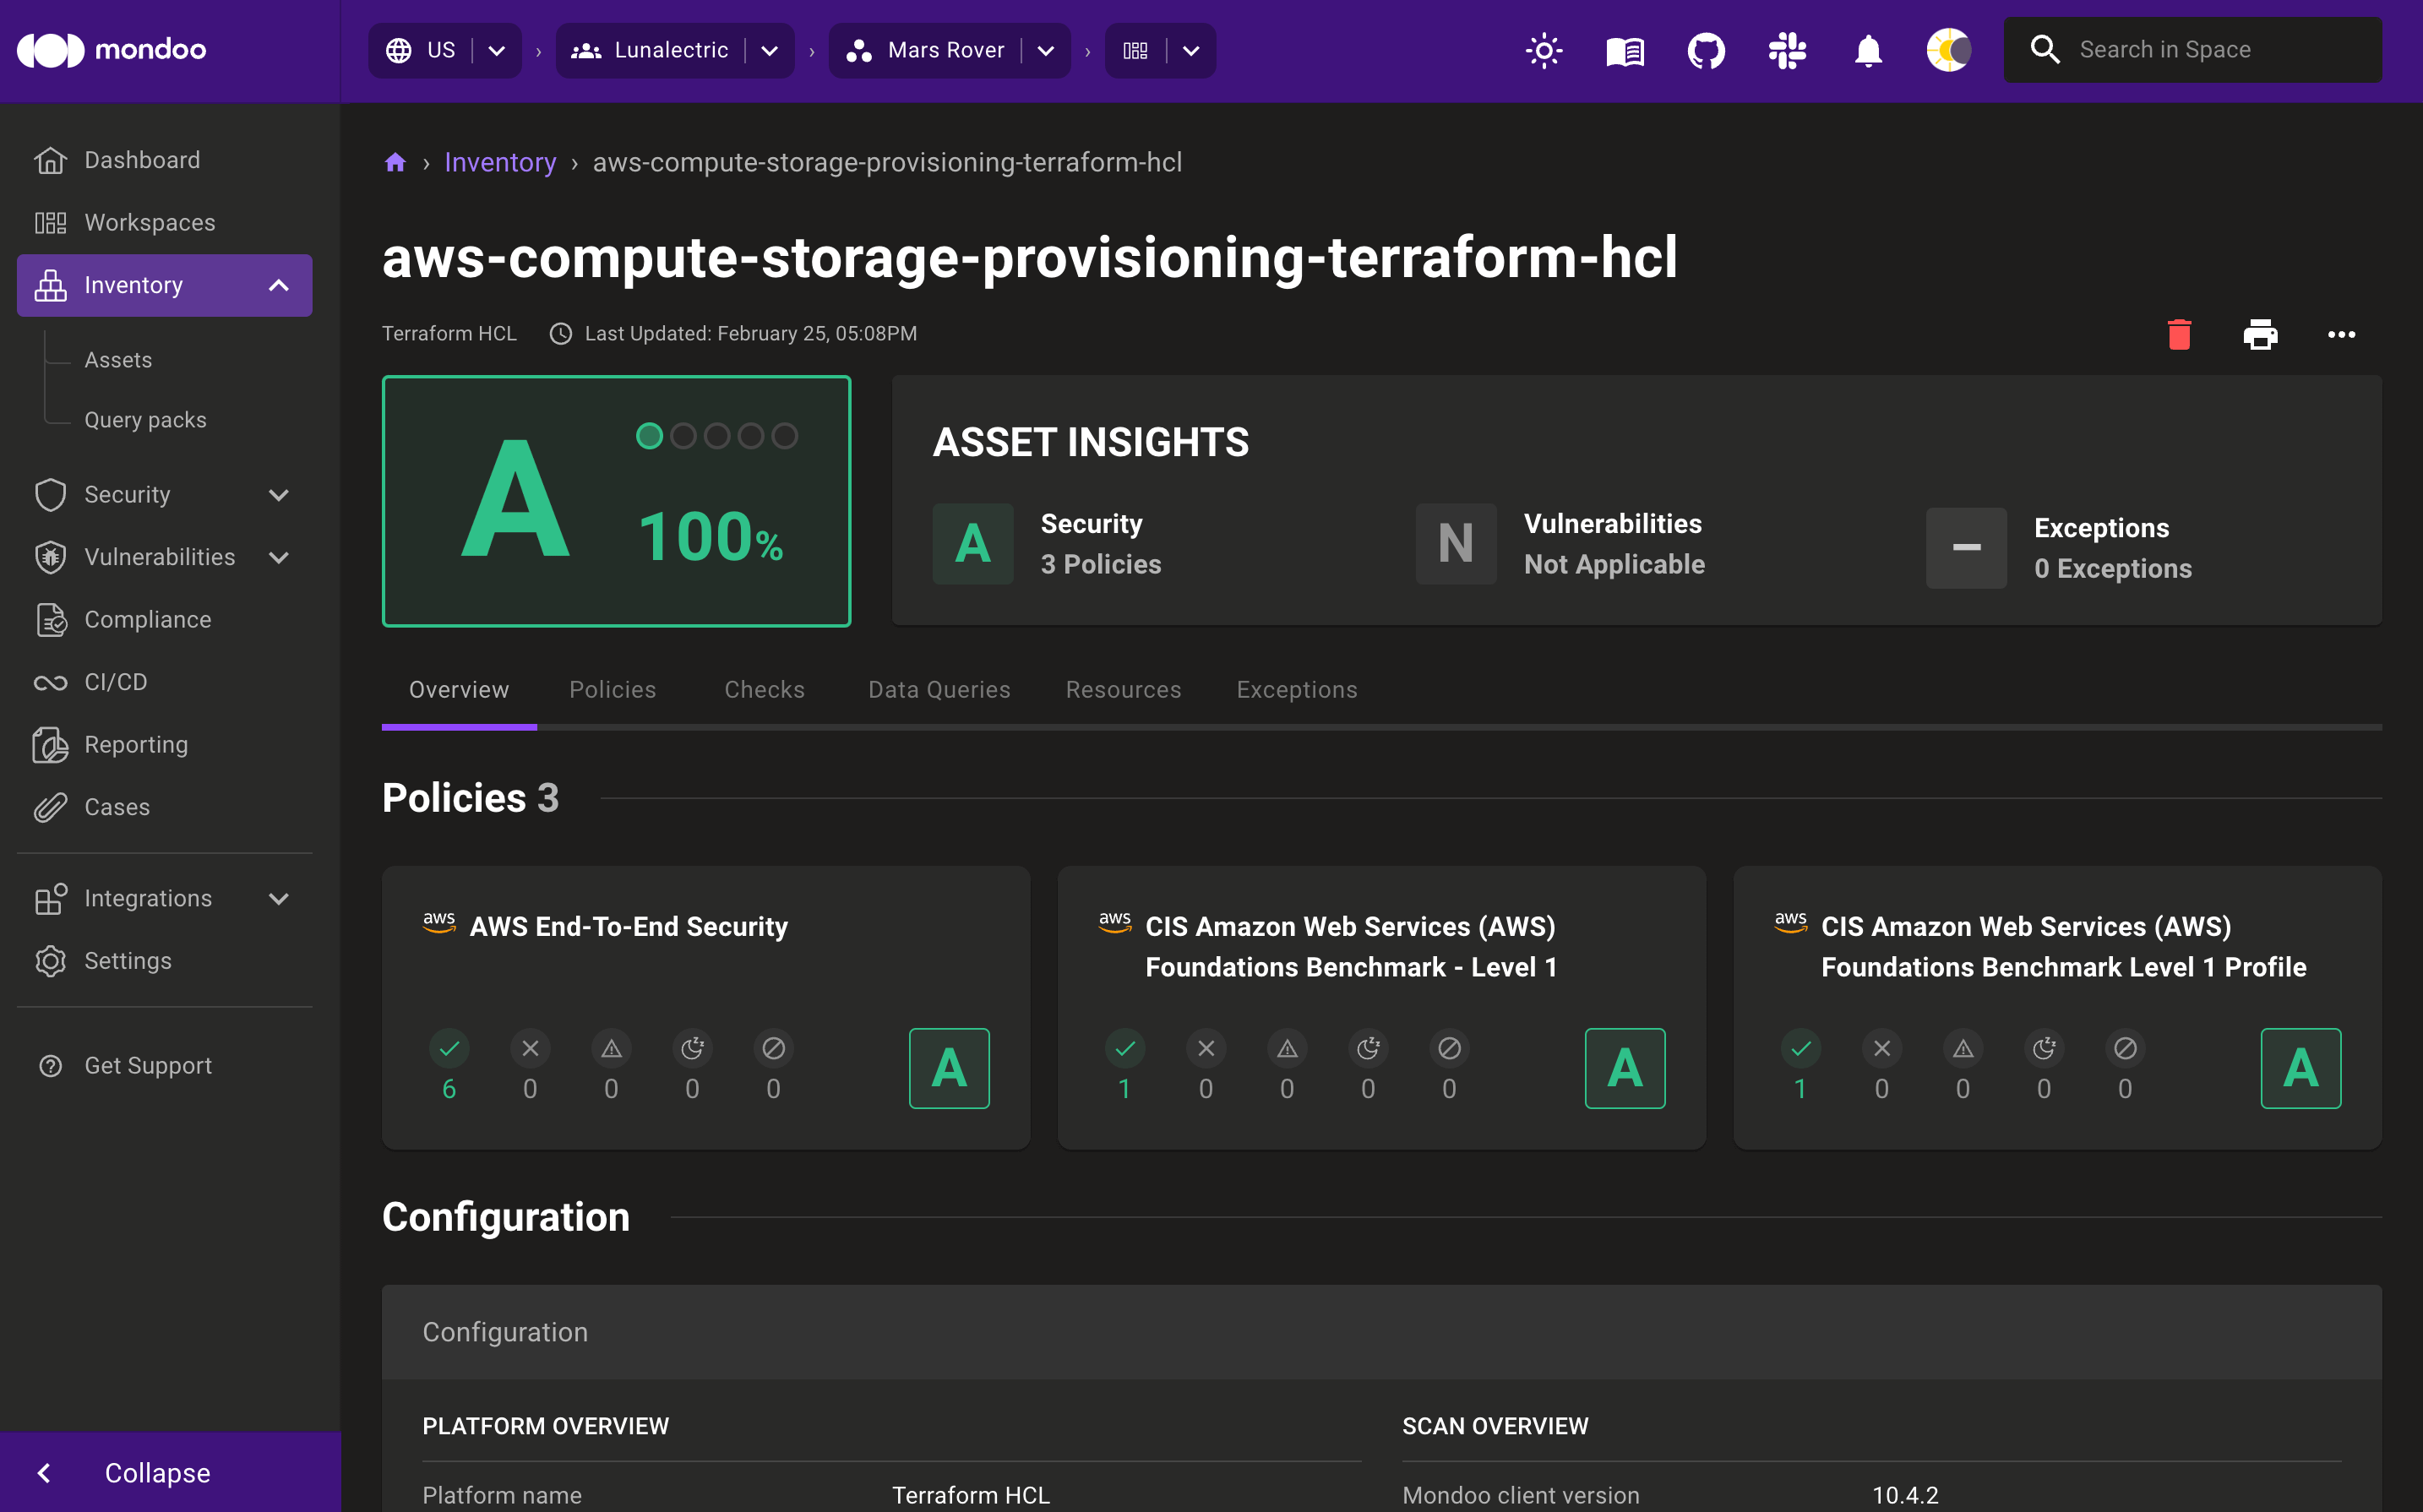 mondoo
US
Lunalectric
Mars Rover
Search in Space
Dashboard
Workspaces
Inventory
Assets
Query packs
Security
Vulnerabilities
Compliance
CI/CD
Reporting
Cases
Integrations
Settings
Get Support
Collapse
› Inventory › aws-compute-storage-provisioning-terraform-hcl
aws-compute-storage-provisioning-terraform-hcl
Terraform HCL Last Updated: February 25, 05:08PM
A
100%
ASSET INSIGHTS
A
Security
3 Policies
N
Vulnerabilities
Not Applicable
Exceptions
0 Exceptions
Overview Policies Checks Data Queries Resources Exceptions
Policies 3
aws AWS End-To-End Security
6 0 0 0 0
A
aws CIS Amazon Web Services (AWS)
Foundations Benchmark - Level 1
1 0 0 0 0
A
aws CIS Amazon Web Services (AWS)
Foundations Benchmark Level 1 Profile
1 0 0 0 0
A
Configuration
Configuration
PLATFORM OVERVIEW
Platform name Terraform HCL
SCAN OVERVIEW
Mondoo client version 10.4.2